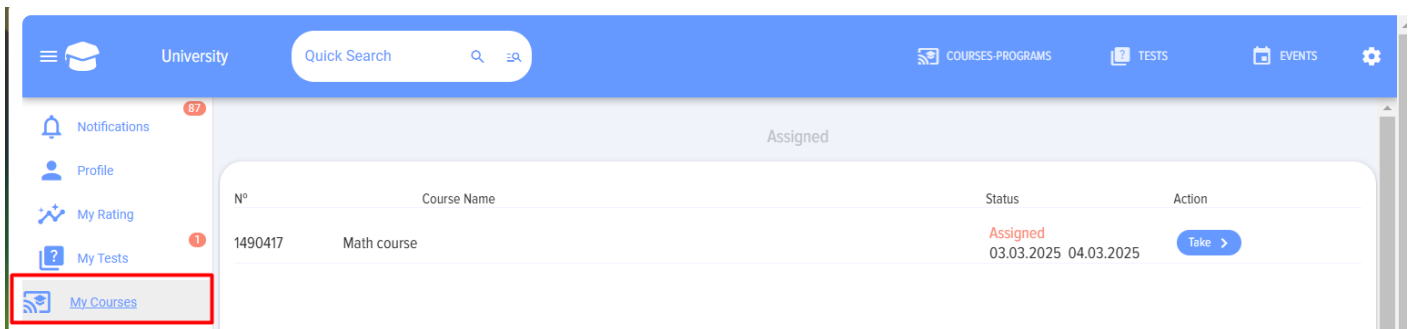 University
Quick Search
COURSES-PROGRAMS
TESTS
EVENTS
Notifications
87
Profile
My Rating
My Tests
1
My Courses
Assigned
Nº Course Name Status Action
1490417 Math course Assigned Take
03.03.2025 04.03.2025